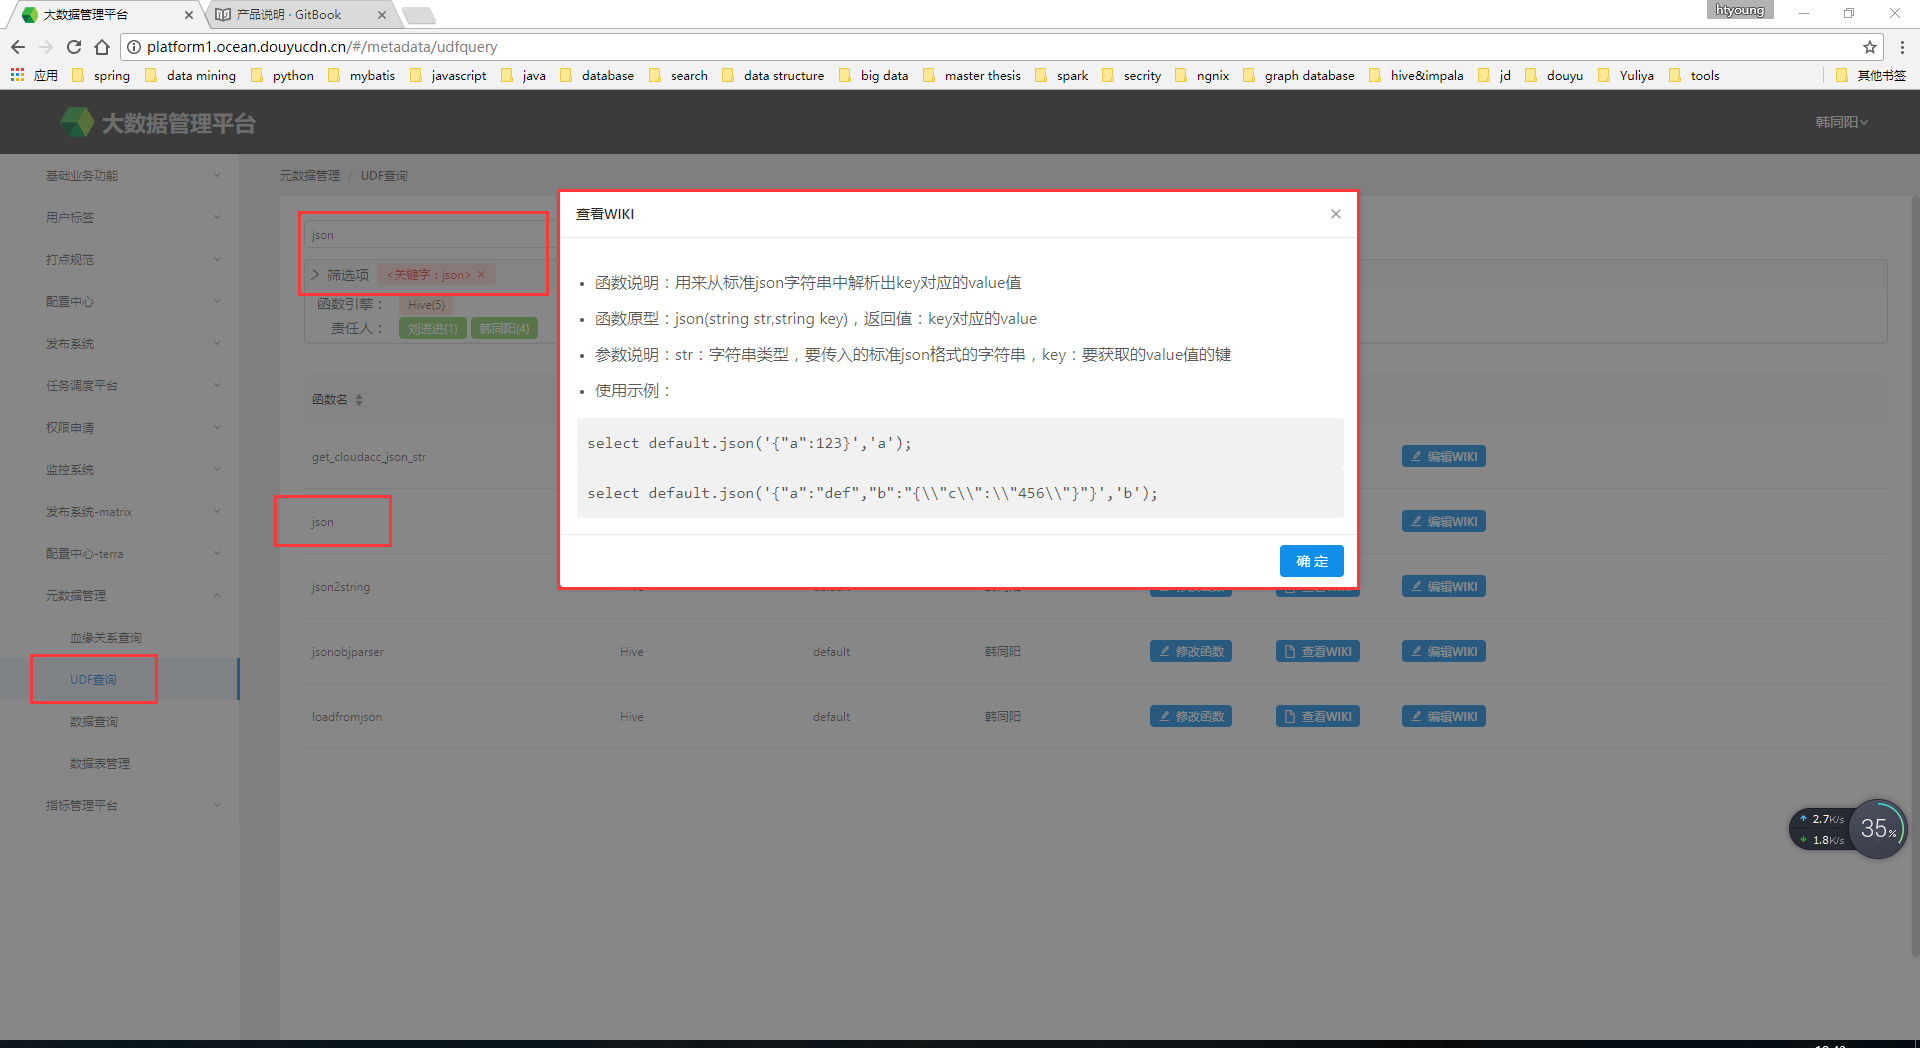 大数据管理平台
产品说明 · GitBook
htyoung
platform1.ocean.douyucdn.cn/#/metadata/udfquery
应用 spring data mining python mybatis javascript java database search data structure big data master thesis spark secrity ngnix graph database hive&impala jd douyu Yuliya tools 其他书签
大数据管理平台
韩同阳
基础业务功能
用户标签
打点规范
配置中心
发布系统
任务调度平台
权限申请
监控系统
发布系统-matrix
配置中心-terra
元数据管理
血缘关系查询
UDF查询
数据查询
数据表管理
指标管理平台
元数据管理 / UDF查询
json
筛选项 <关键字：json> ×
函数引擎： Hive(5)
责任人： 刘进进(1) 韩同阳(4)
函数名
get_cloudacc_json_str 编辑WIKI
json 编辑WIKI
json2string 编辑WIKI
jsonobjparser Hive default 韩同阳 修改函数 查看WIKI 编辑WIKI
loadfromjson Hive default 韩同阳 修改函数 查看WIKI 编辑WIKI
查看WIKI
• 函数说明：用来从标准json字符串中解析出key对应的value值
• 函数原型：json(string str,string key)，返回值：key对应的value
• 参数说明：str：字符串类型，要传入的标准json格式的字符串，key：要获取的value值的键
• 使用示例：
select default.json('{"a":123}','a');
select default.json('{"a":"def","b":"{\\"c\\":\\"456\\"}"}','b');
确 定
2.7K/s
1.8K/s
35%